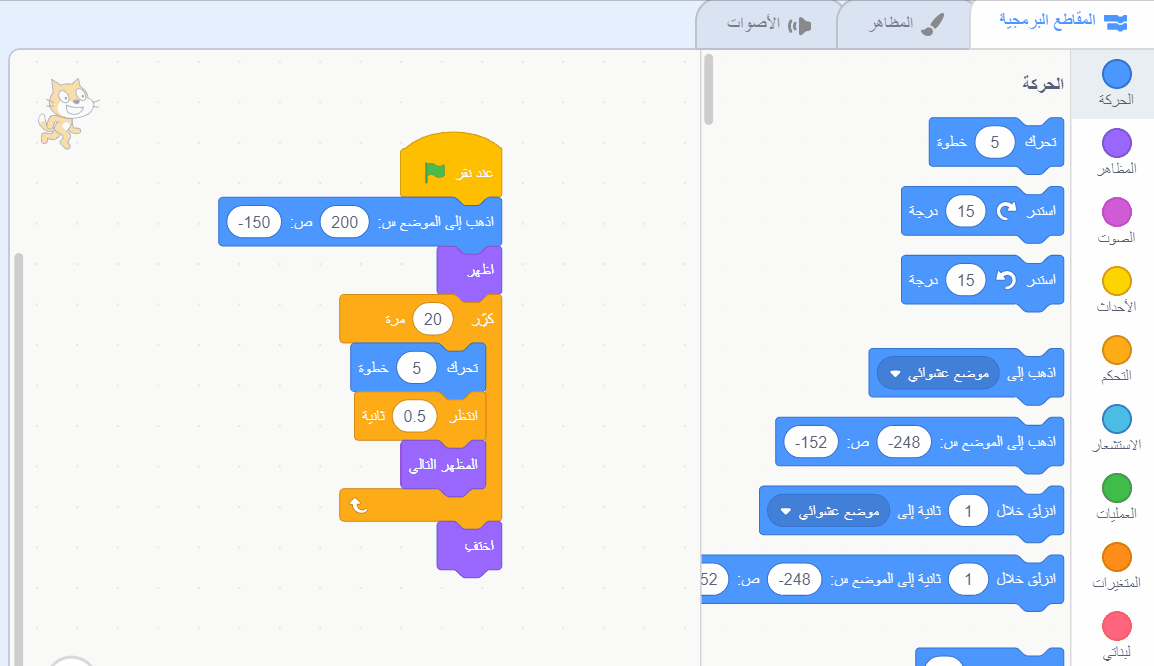 المقاطع البرمجية
المظاهر
الأصوات
الحركة
المظاهر
الصوت
الأحداث
التحكم
الاستشعار
العمليات
المتغيرات
لبناتي
الحركة
تحرك 5 خطوة
استدر 15 درجة
استدر 15 درجة
اذهب إلى موضع عشوائي
اذهب إلى الموضع س: -248 ص: -152
انزلق خلال 1 ثانية إلى موضع عشوائي
انزلق خلال 1 ثانية إلى الموضع س: -248 ص: 52
عند نقر
اذهب إلى الموضع س: 200 ص: -150
اظهر
كرّر 20 مرة
تحرك 5 خطوة
انتظر 0.5 ثانية
المظهر التالي
اختفِ